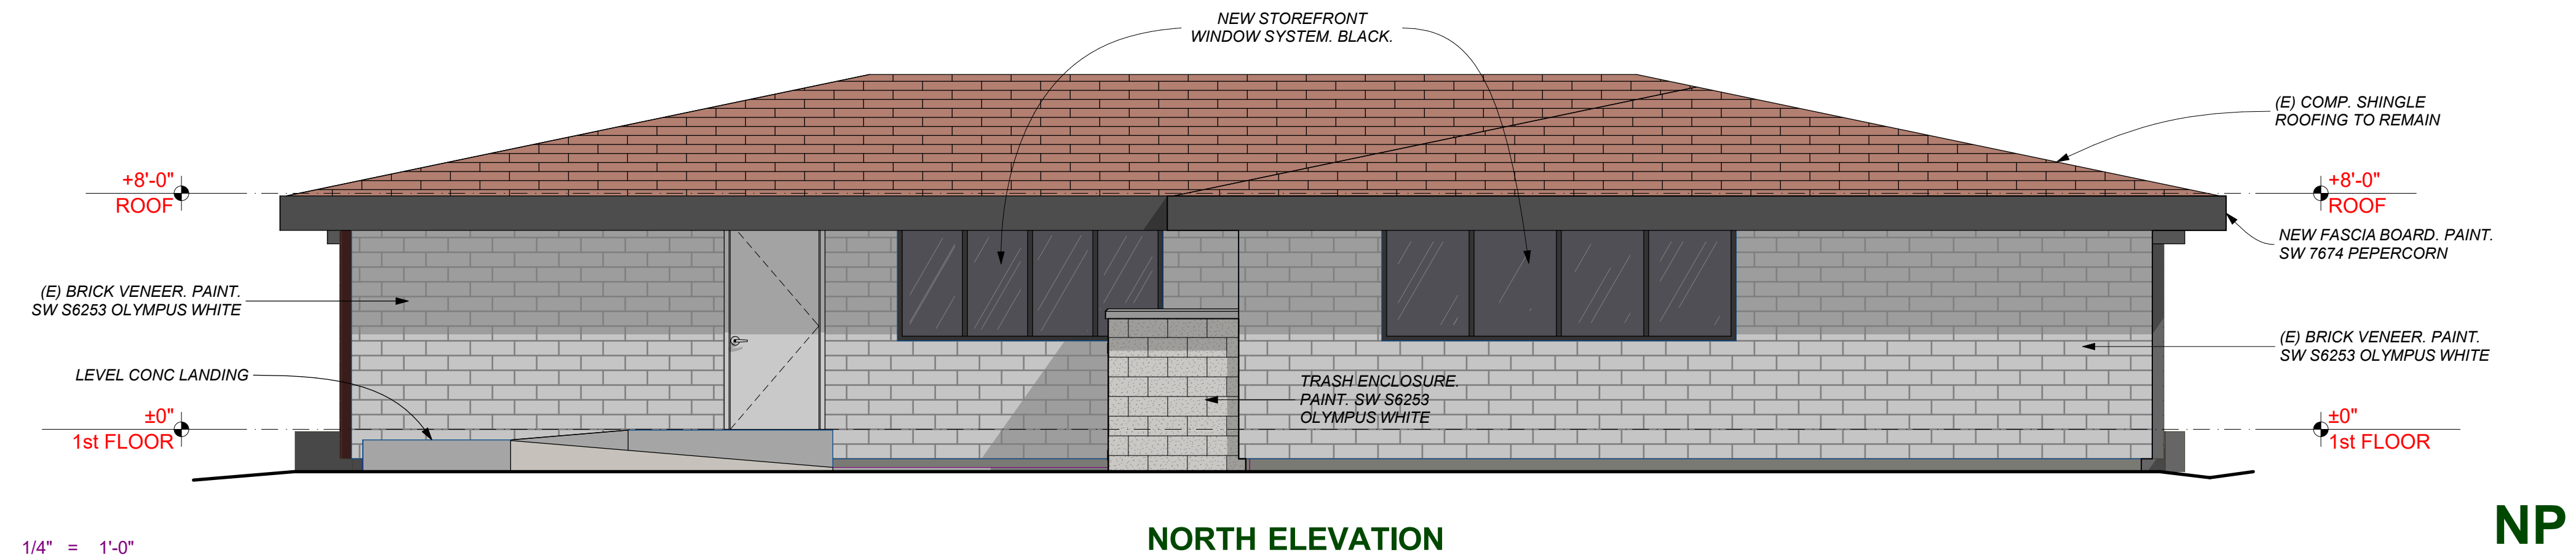 NEW STOREFRONT
WINDOW SYSTEM. BLACK.
(E) COMP. SHINGLE
ROOFING TO REMAIN
+8'-0"
ROOF
+8'-0"
ROOF
NEW FASCIA BOARD. PAINT.
SW 7674 PEPERCORN
(E) BRICK VENEER. PAINT.
SW S6253 OLYMPUS WHITE
(E) BRICK VENEER. PAINT.
SW S6253 OLYMPUS WHITE
LEVEL CONC LANDING
TRASH ENCLOSURE.
PAINT. SW S6253
OLYMPUS WHITE
±0"
1st FLOOR
±0"
1st FLOOR
NORTH ELEVATION
NP
1/4" = 1'-0"